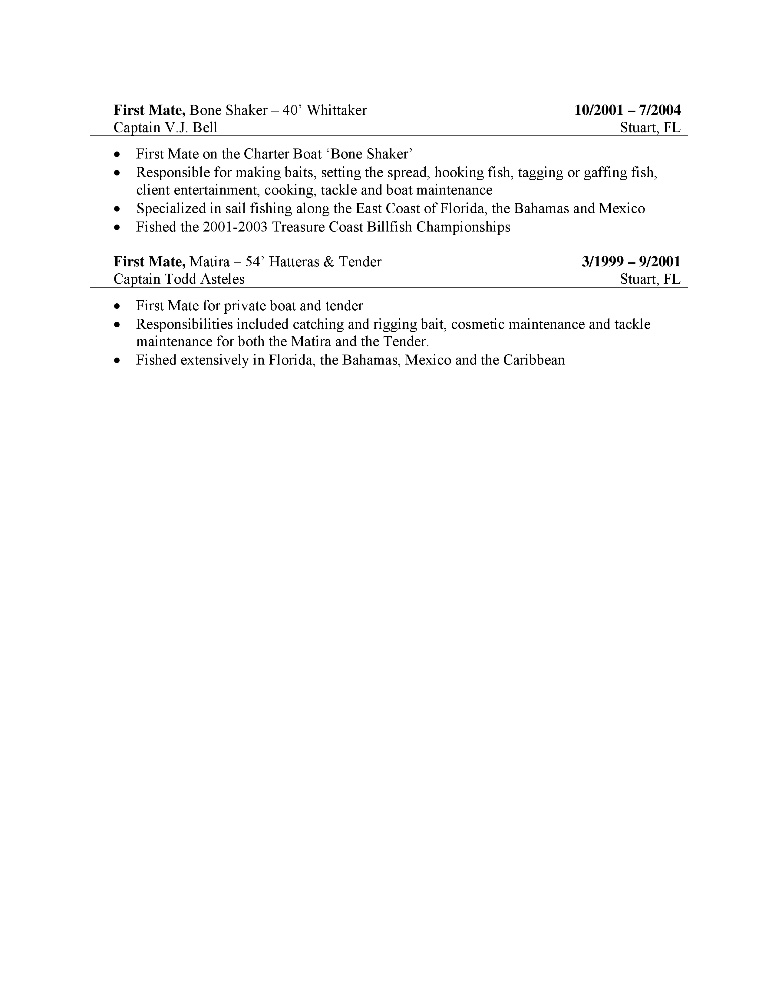 First Mate, Bone Shaker – 40’ Whittaker 10/2001 – 7/2004
Captain V.J. Bell Stuart, FL
• First Mate on the Charter Boat ‘Bone Shaker’
• Responsible for making baits, setting the spread, hooking fish, tagging or gaffing fish,
client entertainment, cooking, tackle and boat maintenance
• Specialized in sail fishing along the East Coast of Florida, the Bahamas and Mexico
• Fished the 2001-2003 Treasure Coast Billfish Championships
First Mate, Matira – 54’ Hatteras & Tender 3/1999 – 9/2001
Captain Todd Asteles Stuart, FL
• First Mate for private boat and tender
• Responsibilities included catching and rigging bait, cosmetic maintenance and tackle
maintenance for both the Matira and the Tender.
• Fished extensively in Florida, the Bahamas, Mexico and the Caribbean